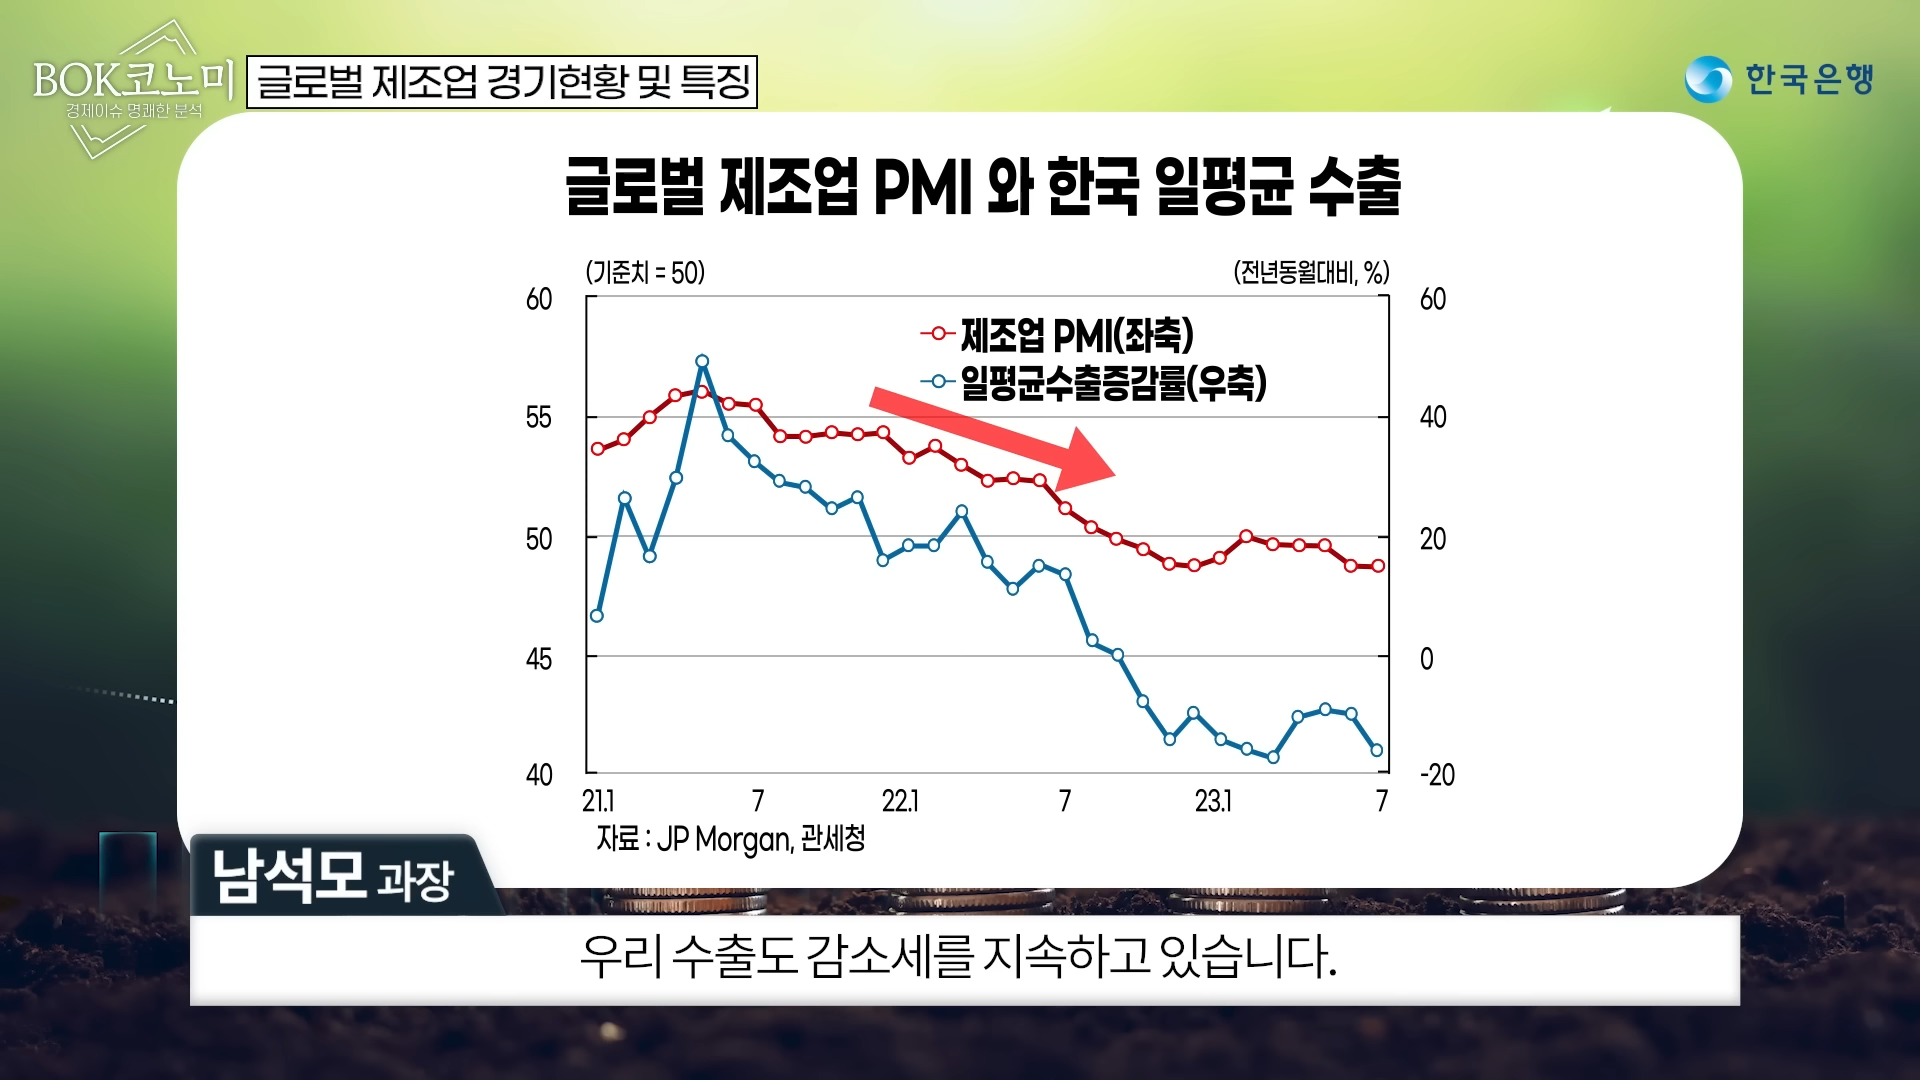 BOK코노미
경제이슈 명쾌한 분석
글로벌 제조업 경기현황 및 특징
한국은행
글로벌 제조업 PMI 와 한국 일평균 수출
(기준치 = 50)
(전년동월대비, %)
60
55
50
45
40
제조업 PMI(좌축)
일평균수출증감률(우축)
60
40
20
0
-20
21.1 7 22.1 7 23.1 7
자료 : JP Morgan, 관세청
남석모 과장
우리 수출도 감소세를 지속하고 있습니다.